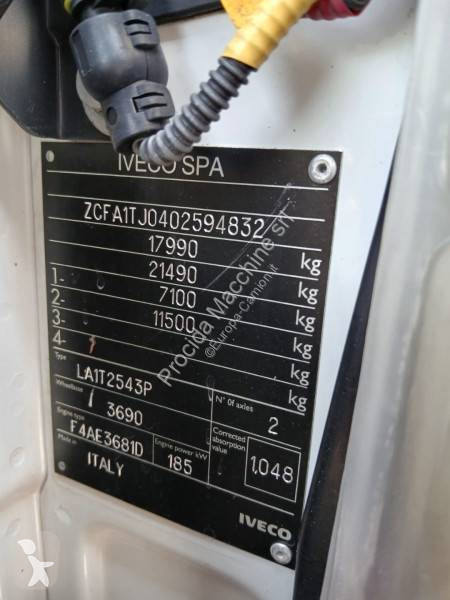 IVECO SPA
ZCFA1TJ0402594832
17990 kg
21490 kg
1- 7100 kg
2- 11500 kg
3- kg
4-
Type LA1T2543P
Wheelbase 3690
N° Of axles 2
Engine type F4AE3681D
Engine power kW 185
Corrected absorption value 1,048
Made in ITALY
IVECO
Procida Macchine srl
©Europa-Camion.it